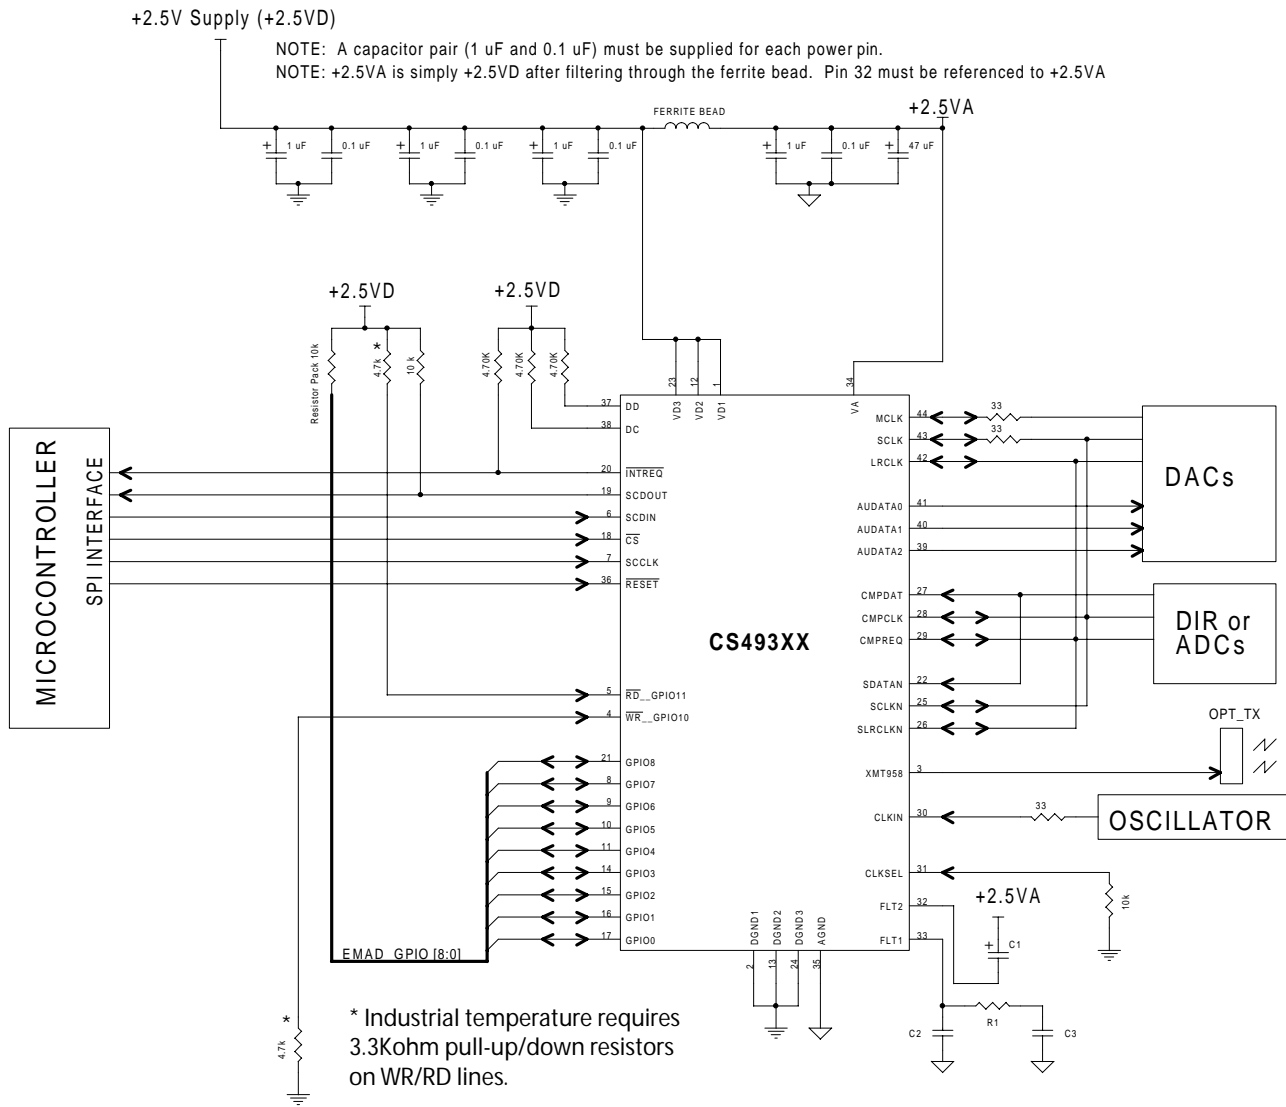 +2.5V Supply (+2.5VD)
NOTE: A capacitor pair (1 uF and 0.1 uF) must be supplied for each power pin.
NOTE: +2.5VA is simply +2.5VD after filtering through the ferrite bead. Pin 32 must be referenced to +2.5VA
FERRITE BEAD
+2.5VA
+ 1 uF 0.1 uF + 1 uF 0.1 uF + 1 uF 0.1 uF + 1 uF 0.1 uF + 47 uF
+2.5VD
+2.5VD
Resistor Pack 10k
4.7k
*
10 k
4.70K
4.70K
4.70K
23
12
1
34
VD3
VD2
VD1
VA
MICROCONTROLLER
SPI INTERFACE
37 DD
38 DC
20 INTREQ
19 SCDOUT
6 SCDIN
18 CS
7 SCCLK
36 RESET
5 RD__GPIO11
4 WR__GPIO10
21 GPIO8
8 GPIO7
9 GPIO6
10 GPIO5
11 GPIO4
14 GPIO3
15 GPIO2
16 GPIO1
17 GPIO0
EMAD_GPIO [8:0]
CS493XX
MCLK 44 33
SCLK 43 33
LRCLK 42
AUDATA0 41
AUDATA1 40
AUDATA2 39
DACs
CMPDAT 27
CMPCLK 28
CMPREQ 29
DIR or
ADCs
SDATAN 22
SCLKN 25
SLRCLKN 26
OPT_TX
XMT958 3
CLKIN 30 33
OSCILLATOR
CLKSEL 31
10k
FLT2 32
+2.5VA
+ C1
FLT1 33
C2
R1
C3
DGND1
DGND2
DGND3
AGND
2
13
24
35
*
4.7k
* Industrial temperature requires
3.3Kohm pull-up/down resistors
on WR/RD lines.